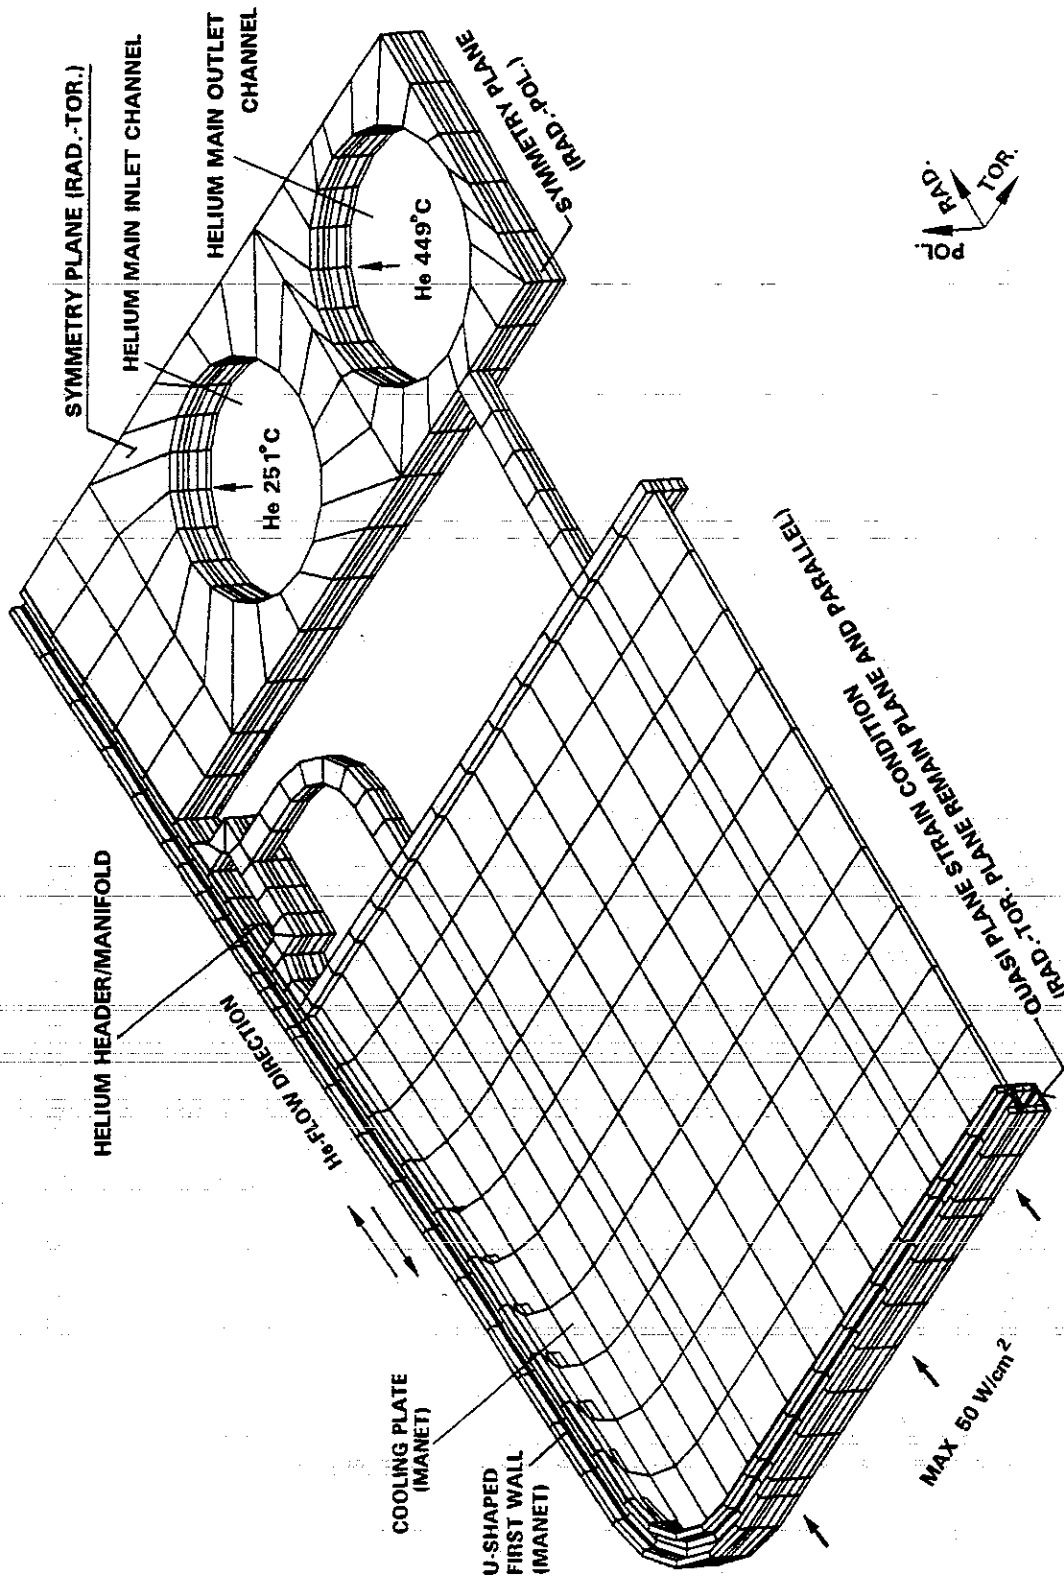 SYMMETRY PLANE (RAD.-TOR.)
HELIUM MAIN INLET CHANNEL
HELIUM MAIN OUTLET
CHANNEL
SYMMETRY PLANE
(RAD.-POL.)
He 251°C
He 449°C
POL.
RAD.
TOR.
HELIUM HEADER/MANIFOLD
He-FLOW DIRECTION
COOLING PLATE
(MANET)
U-SHAPED
FIRST WALL
(MANET)
MAX 50 W/cm²
QUASI PLANE STRAIN CONDITION
(RAD.-TOR. PLANE REMAIN PLANE AND PARALLEL)